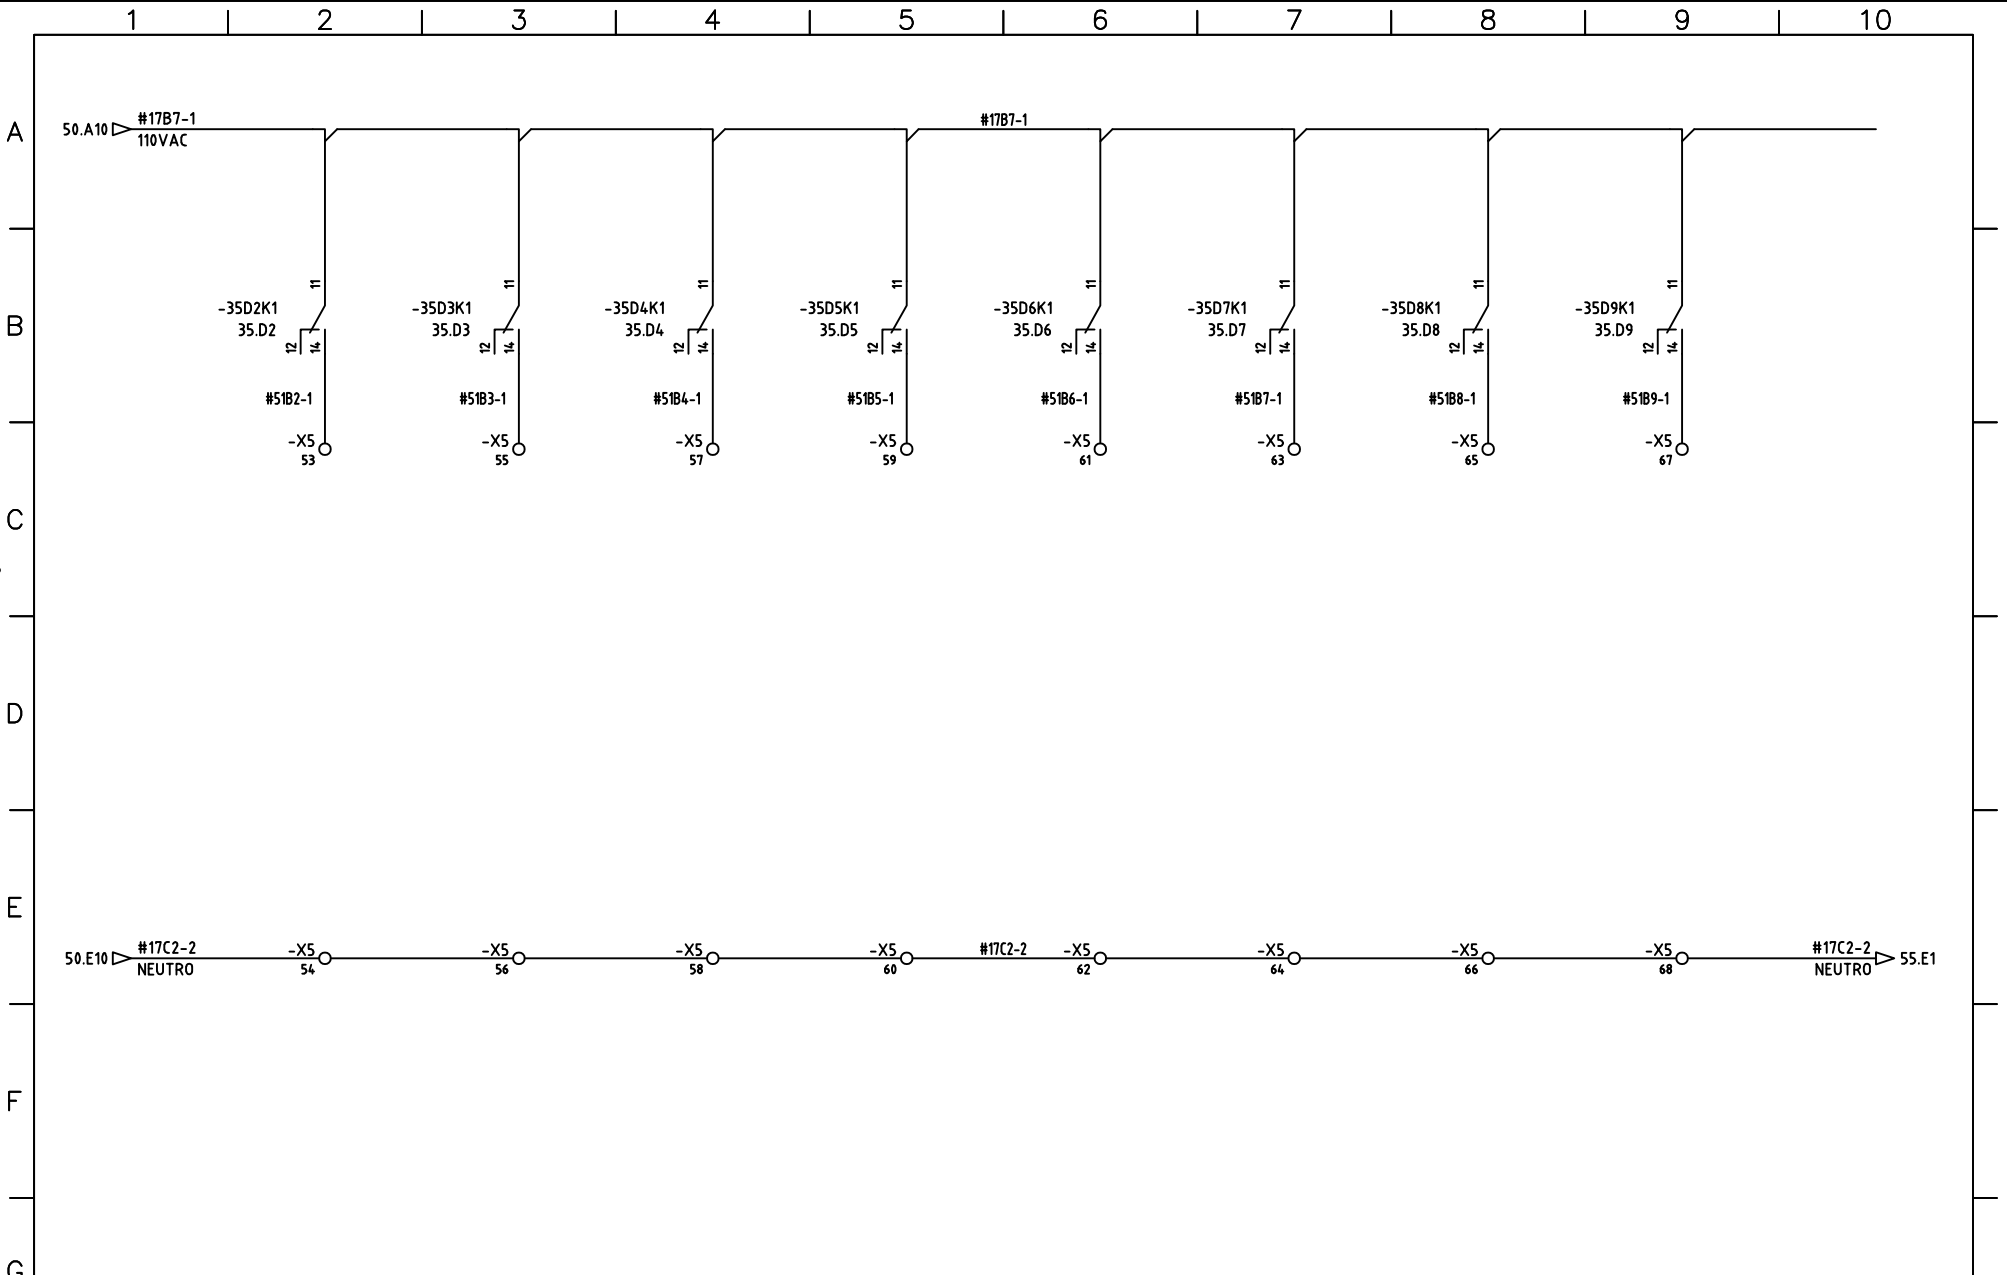 1 2 3 4 5 6 7 8 9 10
A
50.A10 #17B7-1 #17B7-1
110VAC
11 11 11 11 11 11 11 11
B
-35D2K1 -35D3K1 -35D4K1 -35D5K1 -35D6K1 -35D7K1 -35D8K1 -35D9K1
35.D2 35.D3 35.D4 35.D5 35.D6 35.D7 35.D8 35.D9
12 14 12 14 12 14 12 14 12 14 12 14 12 14 12 14
#51B2-1 #51B3-1 #51B4-1 #51B5-1 #51B6-1 #51B7-1 #51B8-1 #51B9-1
-X5 -X5 -X5 -X5 -X5 -X5 -X5 -X5
53 55 57 59 61 63 65 67
C
D
E
50.E10 #17C2-2 -X5 -X5 -X5 -X5 #17C2-2 -X5 -X5 -X5 -X5 #17C2-2 55.E1
NEUTRO 54 56 58 60 62 64 66 68 NEUTRO
F
G